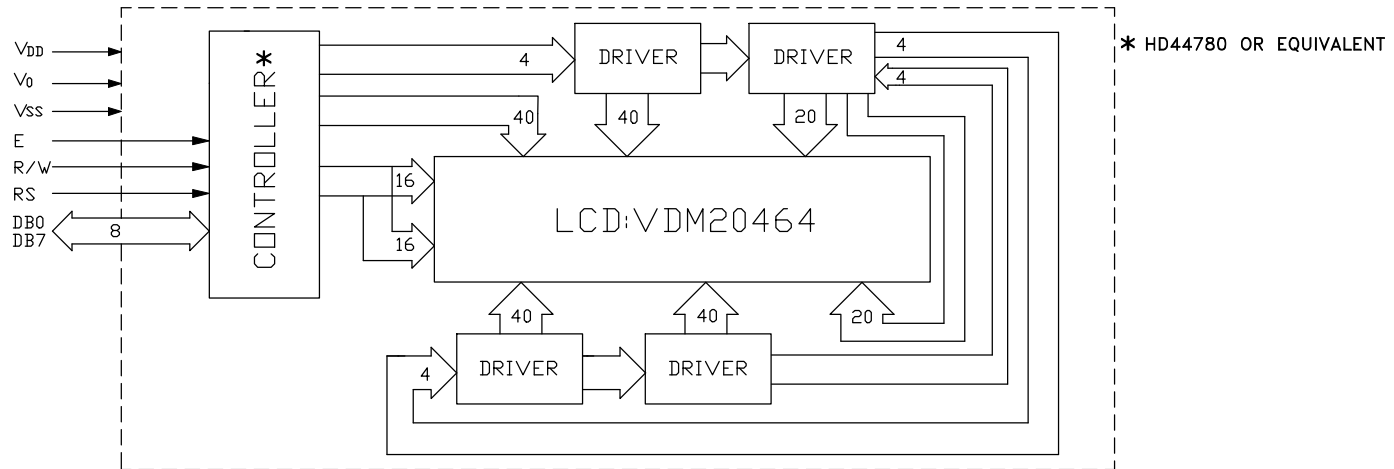 VDD
V0
VSS
E
R/W
RS
DB0
DB7
8
CONTROLLER*
4
DRIVER
DRIVER
4
4
* HD44780 OR EQUIVALENT
40
40
20
16
16
LCD:VDM20464
40
40
20
4
DRIVER
DRIVER